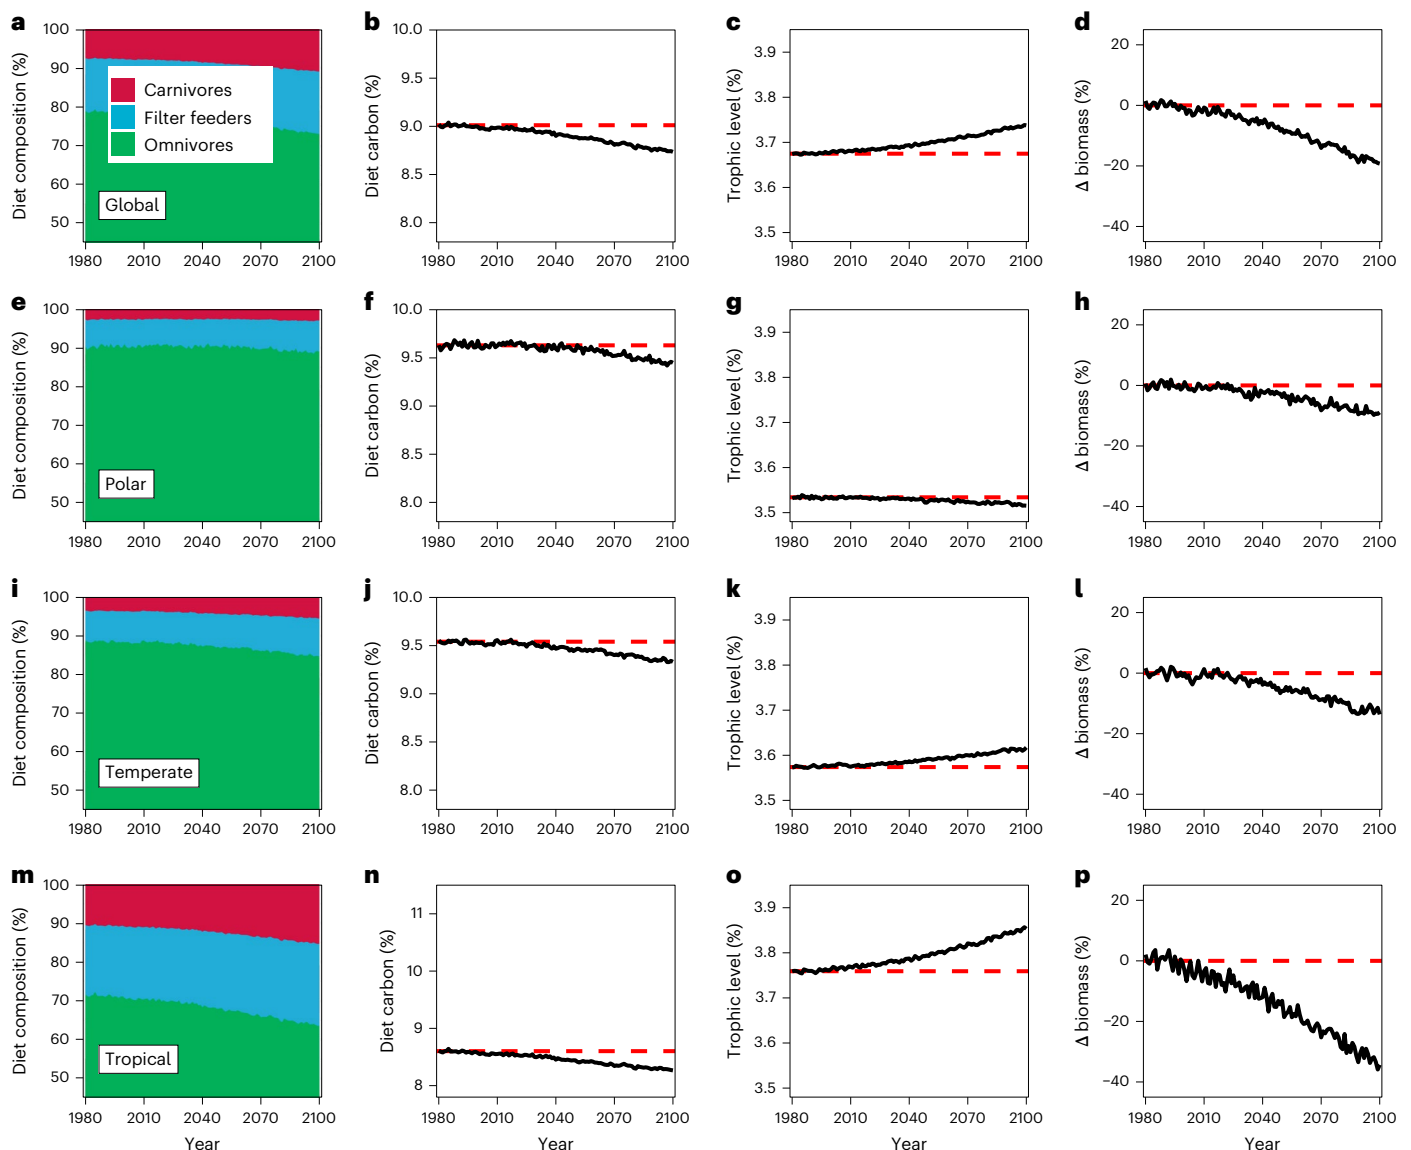 a
Diet composition (%)
100
90
80
70
60
50
Carnivores
Filter feeders
Omnivores
Global
1980 2010 2040 2070 2100
b
Diet carbon (%)
10.0
9.5
9.0
8.5
8.0
1980 2010 2040 2070 2100
c
Trophic level (%)
3.9
3.8
3.7
3.6
3.5
1980 2010 2040 2070 2100
d
Δ biomass (%)
20
0
−20
−40
1980 2010 2040 2070 2100
e
Diet composition (%)
100
90
80
70
60
50
Polar
1980 2010 2040 2070 2100
f
Diet carbon (%)
10.0
9.5
9.0
8.5
8.0
1980 2010 2040 2070 2100
g
Trophic level (%)
3.9
3.8
3.7
3.6
3.5
1980 2010 2040 2070 2100
h
Δ biomass (%)
20
0
−20
−40
1980 2010 2040 2070 2100
i
Diet composition (%)
100
90
80
70
60
50
Temperate
1980 2010 2040 2070 2100
j
Diet carbon (%)
10.0
9.5
9.0
8.5
8.0
1980 2010 2040 2070 2100
k
Trophic level (%)
3.9
3.8
3.7
3.6
3.5
1980 2010 2040 2070 2100
l
Δ biomass (%)
20
0
−20
−40
1980 2010 2040 2070 2100
m
Diet composition (%)
100
90
80
70
60
50
Tropical
1980 2010 2040 2070 2100
Year
n
Diet carbon (%)
11
10
9
8
1980 2010 2040 2070 2100
Year
o
Trophic level (%)
3.9
3.8
3.7
3.6
3.5
1980 2010 2040 2070 2100
Year
p
Δ biomass (%)
20
0
−20
−40
1980 2010 2040 2070 2100
Year